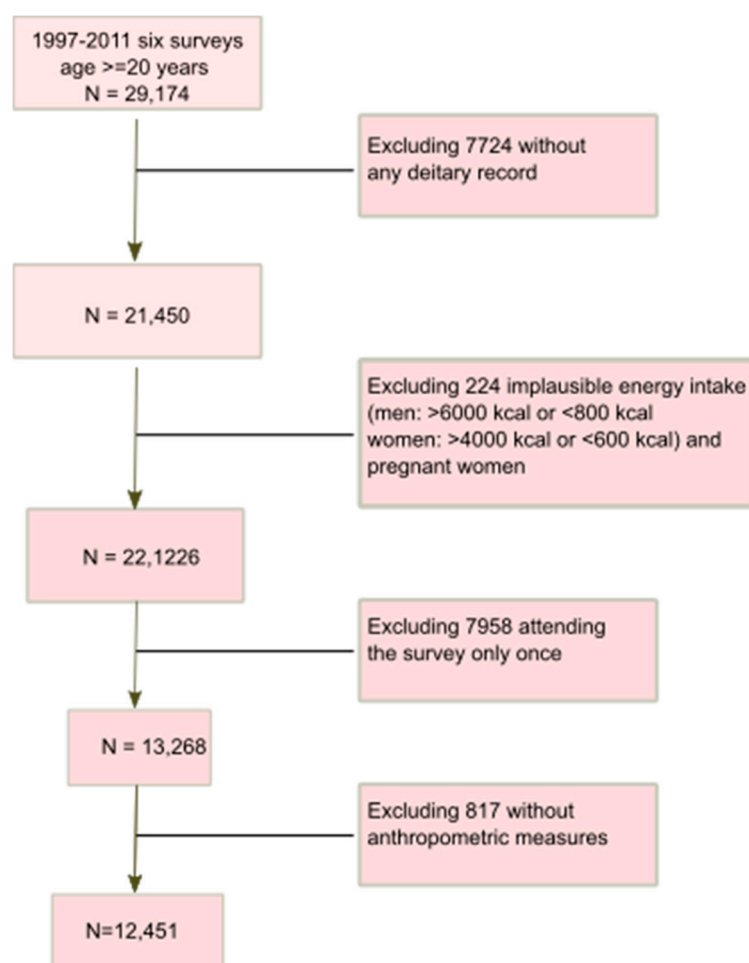 1997-2011 six surveys
age >=20 years
N = 29,174
Excluding 7724 without
any deitary record
N = 21,450
Excluding 224 implausible energy intake
(men: >6000 kcal or <800 kcal
women: >4000 kcal or <600 kcal) and
pregnant women
N = 22,1226
Excluding 7958 attending
the survey only once
N = 13,268
Excluding 817 without
anthropometric measures
N=12,451